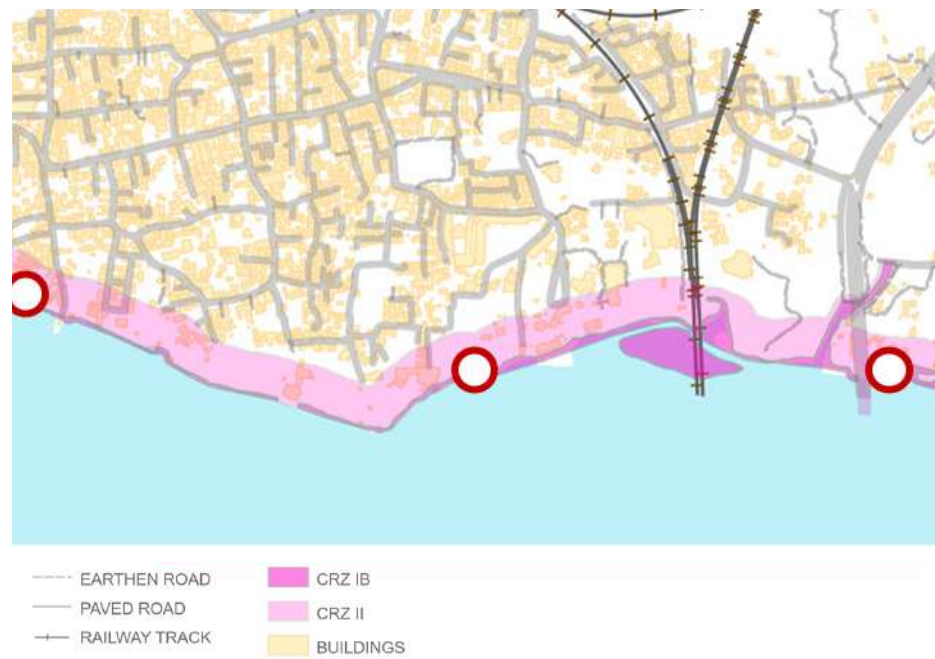 EARTHEN ROAD
PAVED ROAD
RAILWAY TRACK
CRZ IB
CRZ II
BUILDINGS